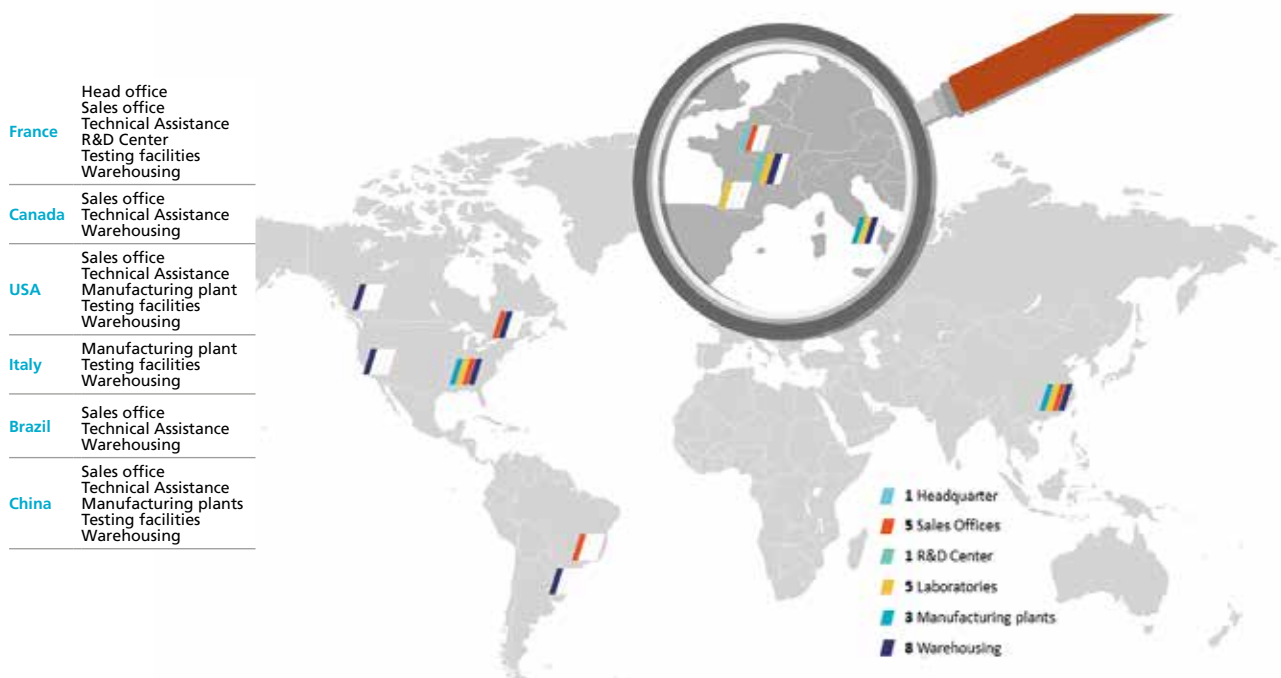 France
Head office
Sales office
Technical Assistance
R&D Center
Testing facilities
Warehousing
Canada
Sales office
Technical Assistance
Warehousing
USA
Sales office
Technical Assistance
Manufacturing plant
Testing facilities
Warehousing
Italy
Manufacturing plant
Testing facilities
Warehousing
Brazil
Sales office
Technical Assistance
Warehousing
China
Sales office
Technical Assistance
Manufacturing plants
Testing facilities
Warehousing
1 Headquarter
5 Sales Offices
1 R&D Center
5 Laboratories
3 Manufacturing plants
8 Warehousing